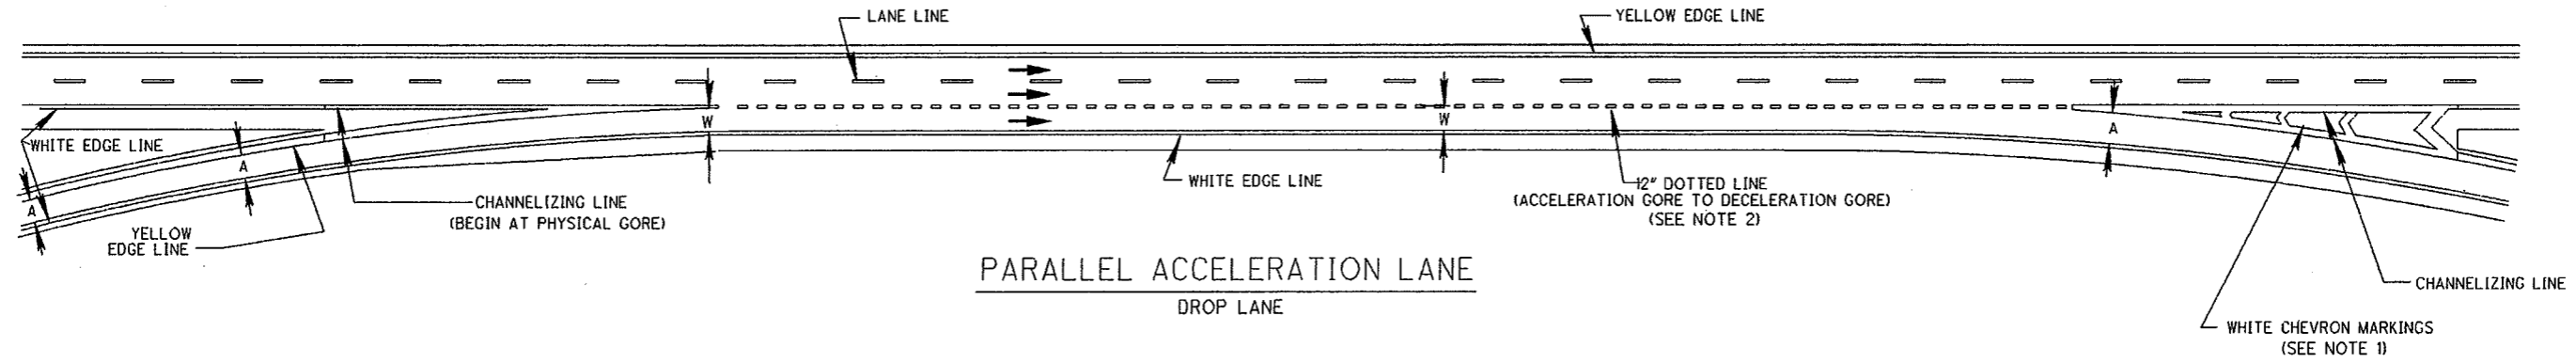 LANE LINE
YELLOW EDGE LINE
W
W
A
WHITE EDGE LINE
A
A
WHITE EDGE LINE
12" DOTTED LINE
(ACCELERATION GORE TO DECELERATION GORE)
(SEE NOTE 2)
CHANNELIZING LINE
(BEGIN AT PHYSICAL GORE)
YELLOW
EDGE LINE
PARALLEL ACCELERATION LANE
DROP LANE
CHANNELIZING LINE
WHITE CHEVRON MARKINGS
(SEE NOTE 1)